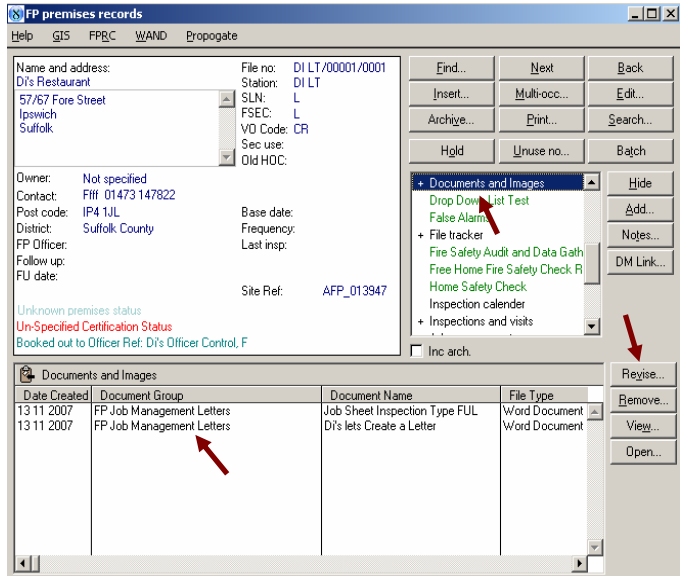 FP premises records
Help GIS FPRC WAND Propogate
Name and address:
Di's Restaurant
57/67 Fore Street
Ipswich
Suffolk
File no: DI LT/00001/0001
Station: DI LT
SLN: L
FSEC: L
VO Code: CR
Sec use:
Old HOC:
Owner: Not specified
Contact: Ffff 01473 147822
Post code: IP4 1JL
District: Suffolk County
FP Officer:
Follow up:
FU date:
Base date:
Frequency:
Last insp:
Site Ref: AFP_013947
Unknown premises status
Un-Specified Certification Status
Booked out to Officer Ref: Di's Officer Control, F
Find... Next Back
Insert... Multi-occ... Edit...
Archive... Print... Search...
Hold Unuse no... Batch
+ Documents and Images
Drop Down List Test
False Alarms
+ File tracker
Fire Safety Audit and Data Gath
Free Home Fire Safety Check R
Home Safety Check
Inspection calender
+ Inspections and visits
Hide
Add...
Notes...
DM Link...
Inc arch.
Documents and Images
Date Created Document Group Document Name File Type
13 11 2007 FP Job Management Letters Job Sheet Inspection Type FUL Word Document
13 11 2007 FP Job Management Letters Di's lets Create a Letter Word Document
Revise...
Remove...
View...
Open...